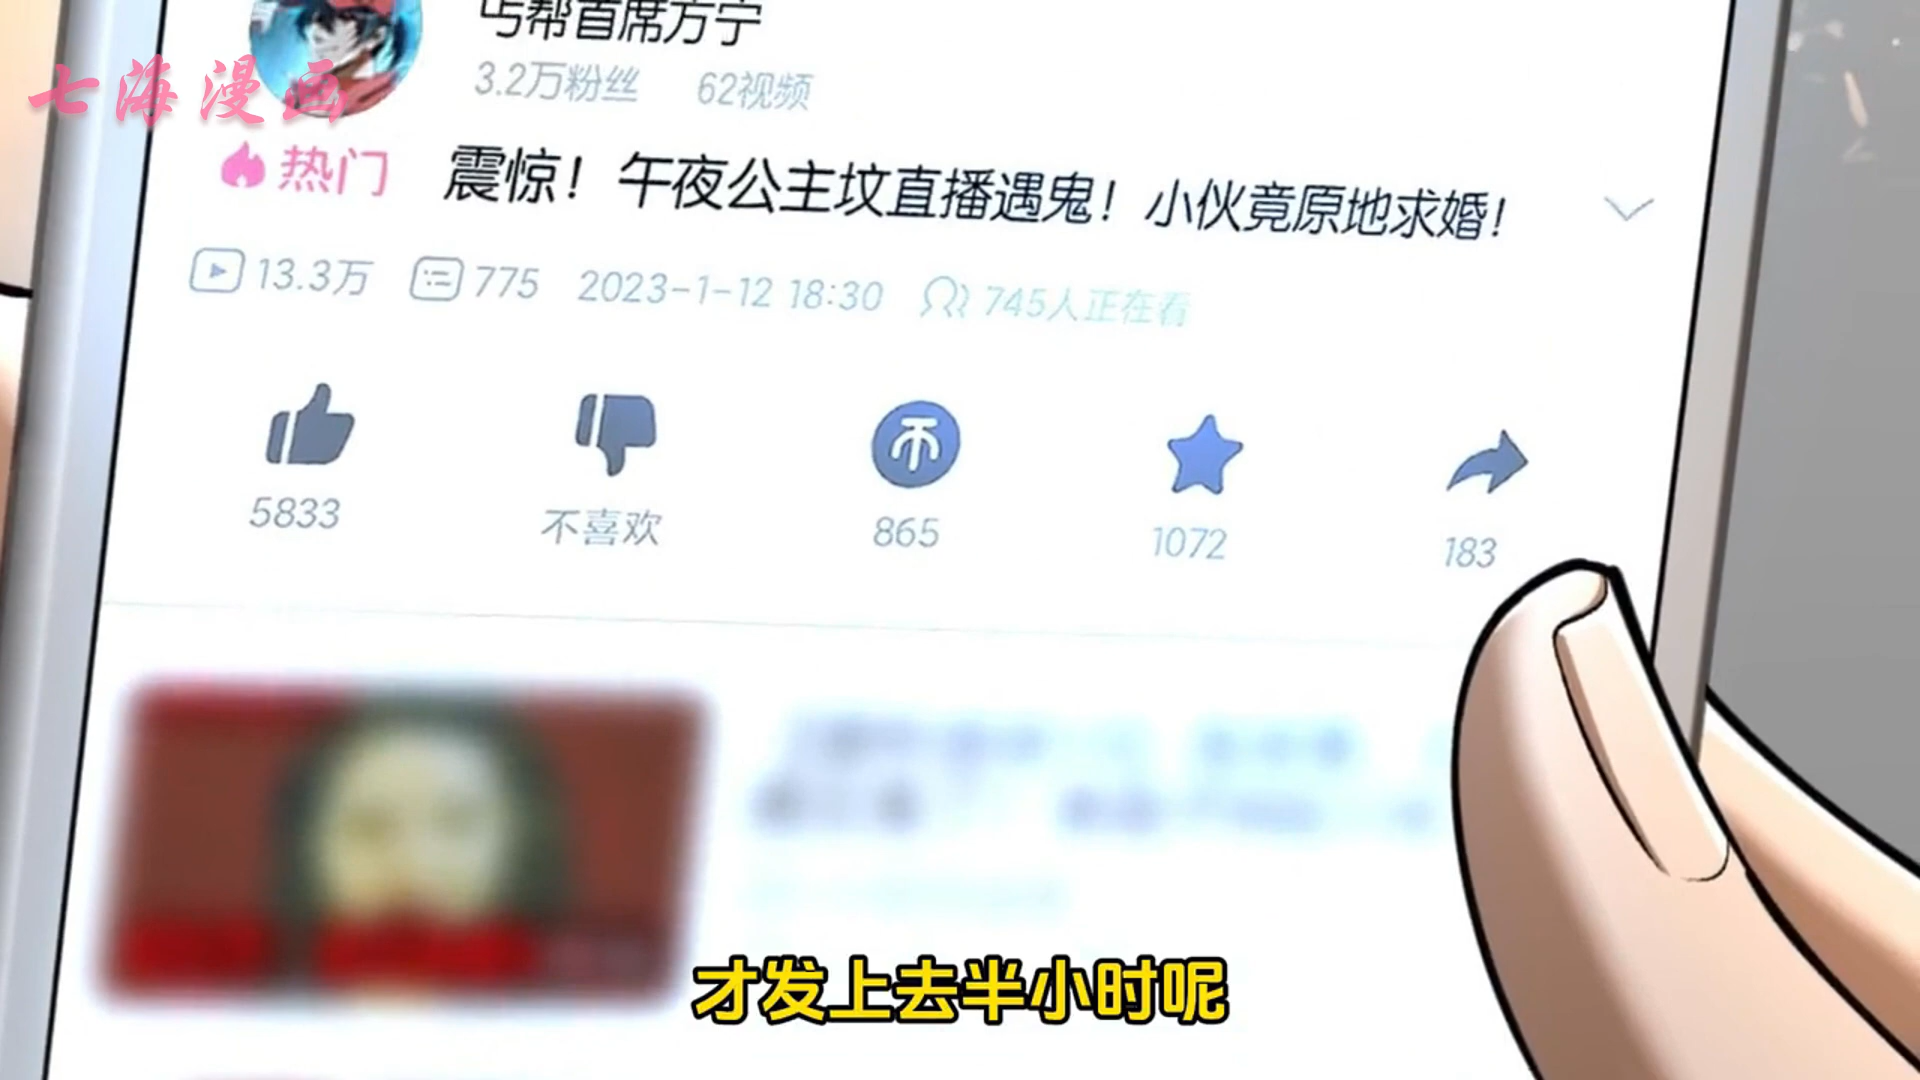 丐帮首席方宁
3.2万粉丝 62视频
七海漫画
热门 震惊！午夜公主坟直播遇鬼！小伙竟原地求婚！
13.3万 775 2023-1-12 18:30 745人正在看
5833 不喜欢 865 1072 183
才发上去半小时呢